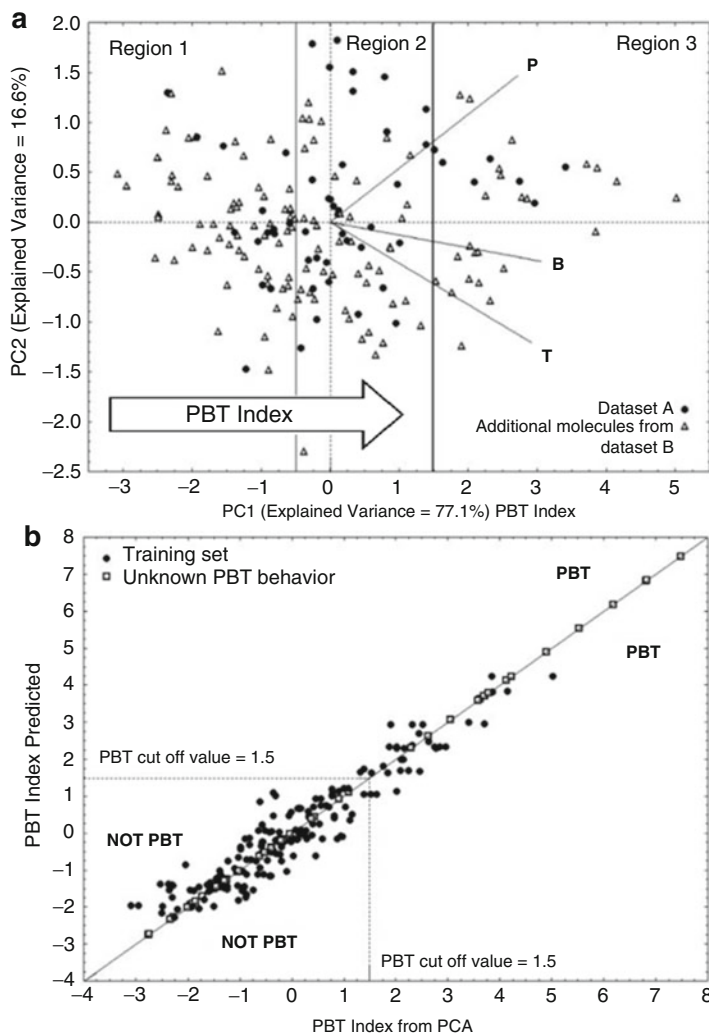 a
Region 1
Region 2
Region 3
P
B
T
PC2 (Explained Variance = 16.6%)
2.0
1.5
1.0
0.5
0.0
−0.5
−1.0
−1.5
−2.0
−2.5
PBT Index
Dataset A
Additional molecules from
dataset B
−3 −2 −1 0 1 2 3 4 5
PC1 (Explained Variance = 77.1%) PBT Index
b
Training set
Unknown PBT behavior
PBT
PBT
PBT Index Predicted
8
7
6
5
4
3
2
1
0
−1
−2
−3
−4
PBT cut off value = 1.5
NOT PBT
NOT PBT
PBT cut off value = 1.5
−4 −3 −2 −1 0 1 2 3 4 5 6 7 8
PBT Index from PCA